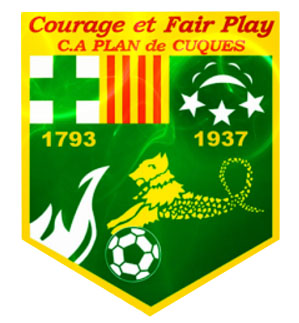 Courage et Fair Play
C.A PLAN de CUQUES
1793 1937